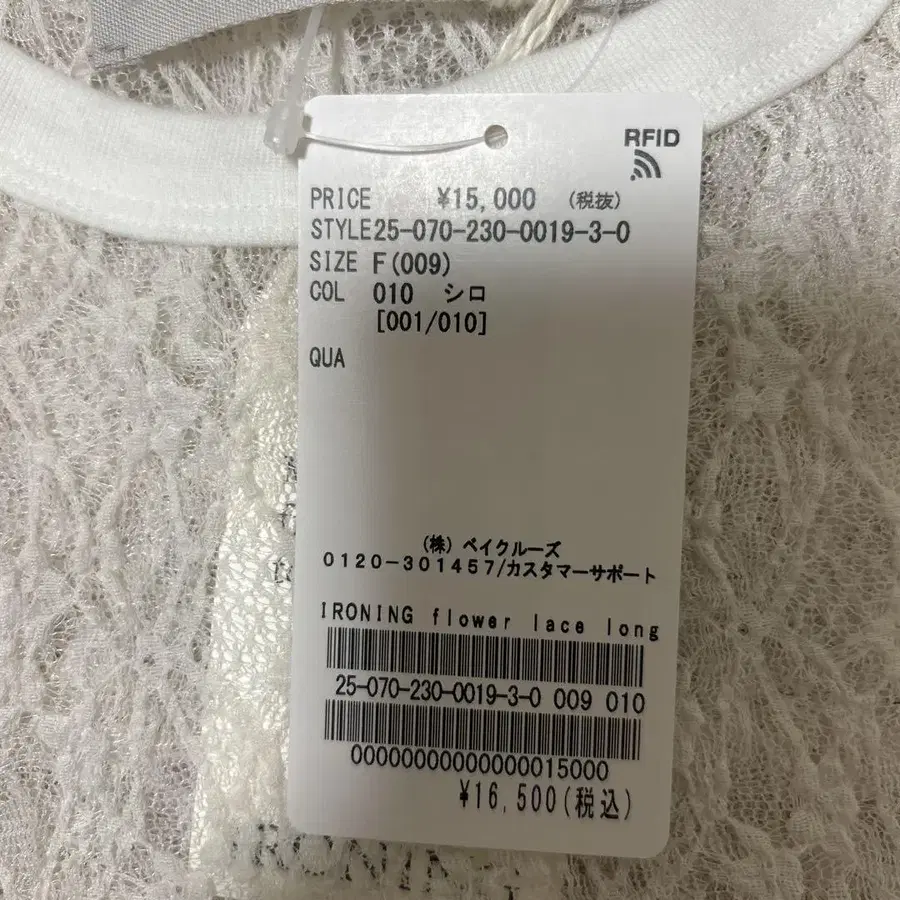 RFID
PRICE ¥15,000 (税抜)
STYLE25-070-230-0019-3-0
SIZE F(009)
COL 010 シロ
[001/010]
QUA
(株) ベイクルーズ
0120-301457/カスタマーサポート
IRONING flower lace long
25-070-230-0019-3-0 009 010
00000000000000015000
¥16,500(税込)